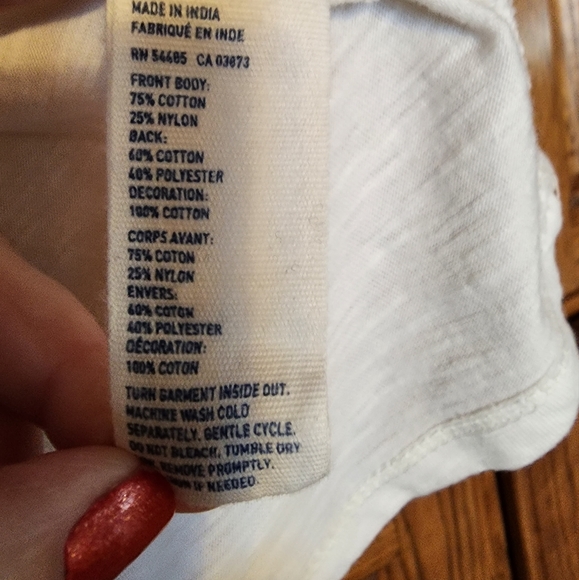 MADE IN INDIA
FABRIQUÉ EN INDE
RN 54685 CA 03073
FRONT BODY:
75% COTTON
25% NYLON
BACK:
60% COTTON
40% POLYESTER
DECORATION:
100% COTTON
CORPS AVANT:
75% COTON
25% NYLON
ENVERS:
60% COTON
40% POLYESTER
DÉCORATION:
100% COTON
TURN GARMENT INSIDE OUT.
MACHINE WASH COLD
SEPARATELY. GENTLE CYCLE.
DO NOT BLEACH. TUMBLE DRY
REMOVE PROMPTLY.
IF NEEDED